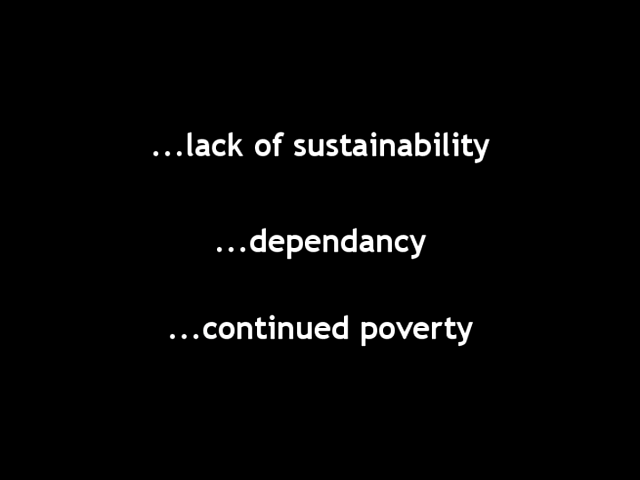 ...lack of sustainability
...dependancy
...continued poverty